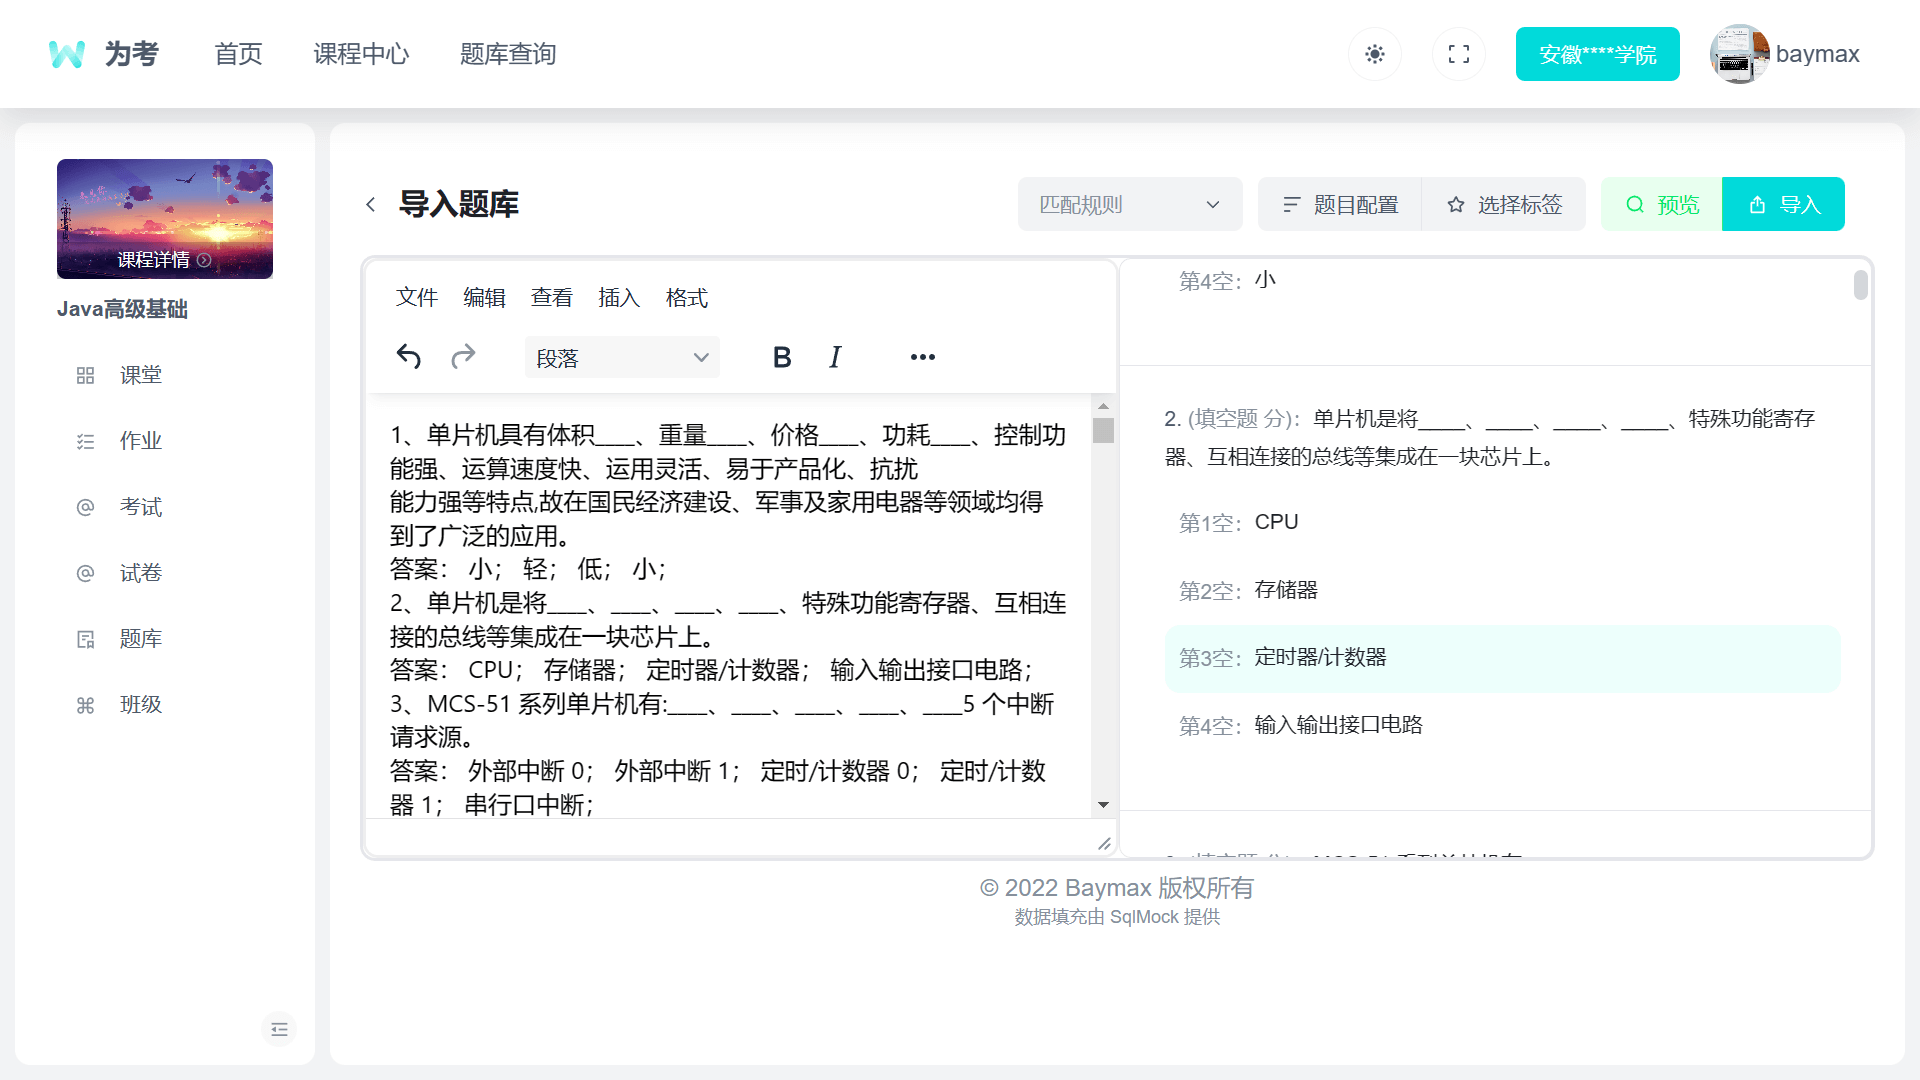 为考
首页
课程中心
题库查询
安徽****学院
baymax
课程详情
Java高级基础
课堂
作业
考试
试卷
题库
班级
导入题库
匹配规则
题目配置
选择标签
预览
导入
文件
编辑
查看
插入
格式
段落
B
I
1、单片机具有体积____、重量____、价格____、功耗____、控制功
能强、运算速度快、运用灵活、易于产品化、抗扰
能力强等特点,故在国民经济建设、军事及家用电器等领域均得
到了广泛的应用。
答案： 小； 轻； 低； 小；
2、单片机是将____、____、____、____、特殊功能寄存器、互相连
接的总线等集成在一块芯片上。
答案： CPU； 存储器； 定时器/计数器； 输入输出接口电路；
3、MCS-51 系列单片机有:____、____、____、____、____5 个中断
请求源。
答案： 外部中断 0； 外部中断 1； 定时/计数器 0； 定时/计数
器 1； 串行口中断；
第4空： 小
2. (填空题 分)： 单片机是将____、____、____、____、特殊功能寄存
器、互相连接的总线等集成在一块芯片上。
第1空： CPU
第2空： 存储器
第3空： 定时器/计数器
第4空： 输入输出接口电路
© 2022 Baymax 版权所有
数据填充由 SqlMock 提供